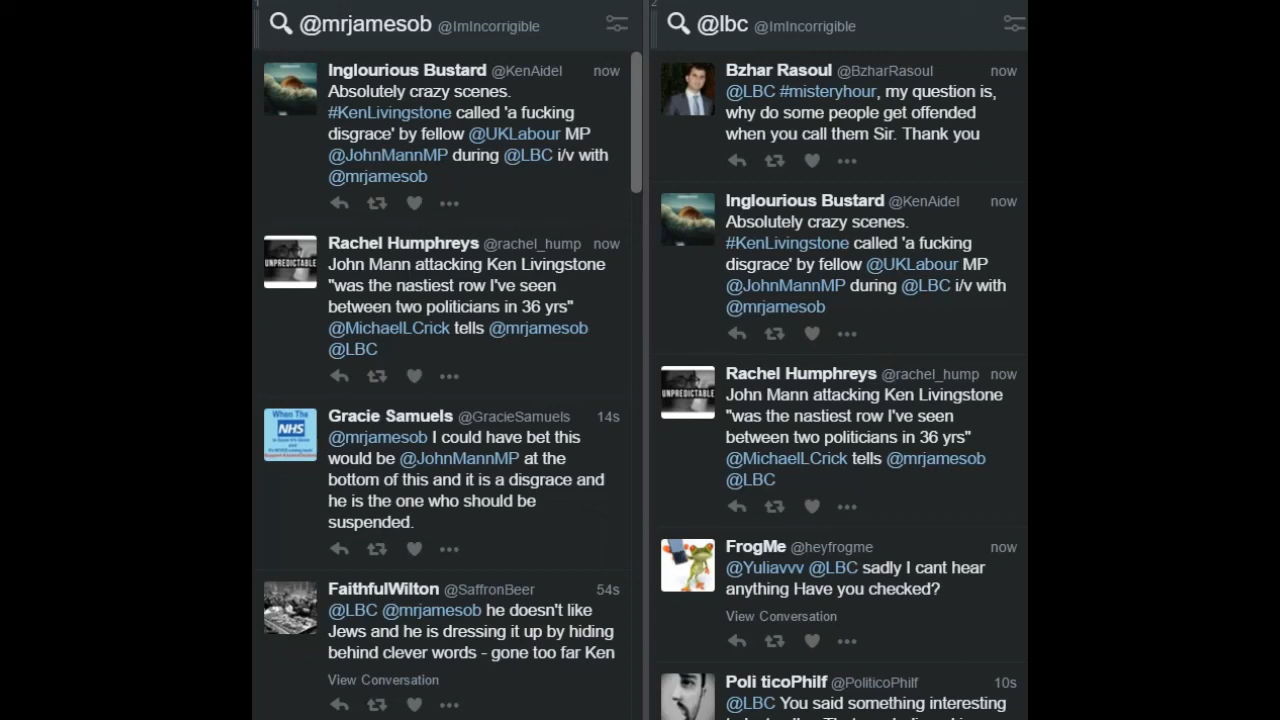 1
@mrjamesob @ImIncorrigible
Inglourious Bustard @KenAidel now
Absolutely crazy scenes.
#KenLivingstone called 'a fucking
disgrace' by fellow @UKLabour MP
@JohnMannMP during @LBC i/v with
@mrjamesob
UNPREDICTABLE
Rachel Humphreys @rachel_hump now
John Mann attacking Ken Livingstone
"was the nastiest row I've seen
between two politicians in 36 yrs"
@MichaelLCrick tells @mrjamesob
@LBC
When The
NHS
Gracie Samuels @GracieSamuels 14s
@mrjamesob I could have bet this
would be @JohnMannMP at the
bottom of this and it is a disgrace and
he is the one who should be
suspended.
FaithfulWilton @SaffronBeer 54s
@LBC @mrjamesob he doesn't like
Jews and he is dressing it up by hiding
behind clever words - gone too far Ken
View Conversation
2
@lbc @ImIncorrigible
Bzhar Rasoul @BzharRasoul now
@LBC #misteryhour, my question is,
why do some people get offended
when you call them Sir. Thank you
Inglourious Bustard @KenAidel now
Absolutely crazy scenes.
#KenLivingstone called 'a fucking
disgrace' by fellow @UKLabour MP
@JohnMannMP during @LBC i/v with
@mrjamesob
UNPREDICTABLE
Rachel Humphreys @rachel_hump now
John Mann attacking Ken Livingstone
"was the nastiest row I've seen
between two politicians in 36 yrs"
@MichaelLCrick tells @mrjamesob
@LBC
FrogMe @heyfrogme now
@Yuliavvv @LBC sadly I cant hear
anything Have you checked?
View Conversation
Poli ticoPhilf @PoliticoPhilf 10s
@LBC You said something interesting